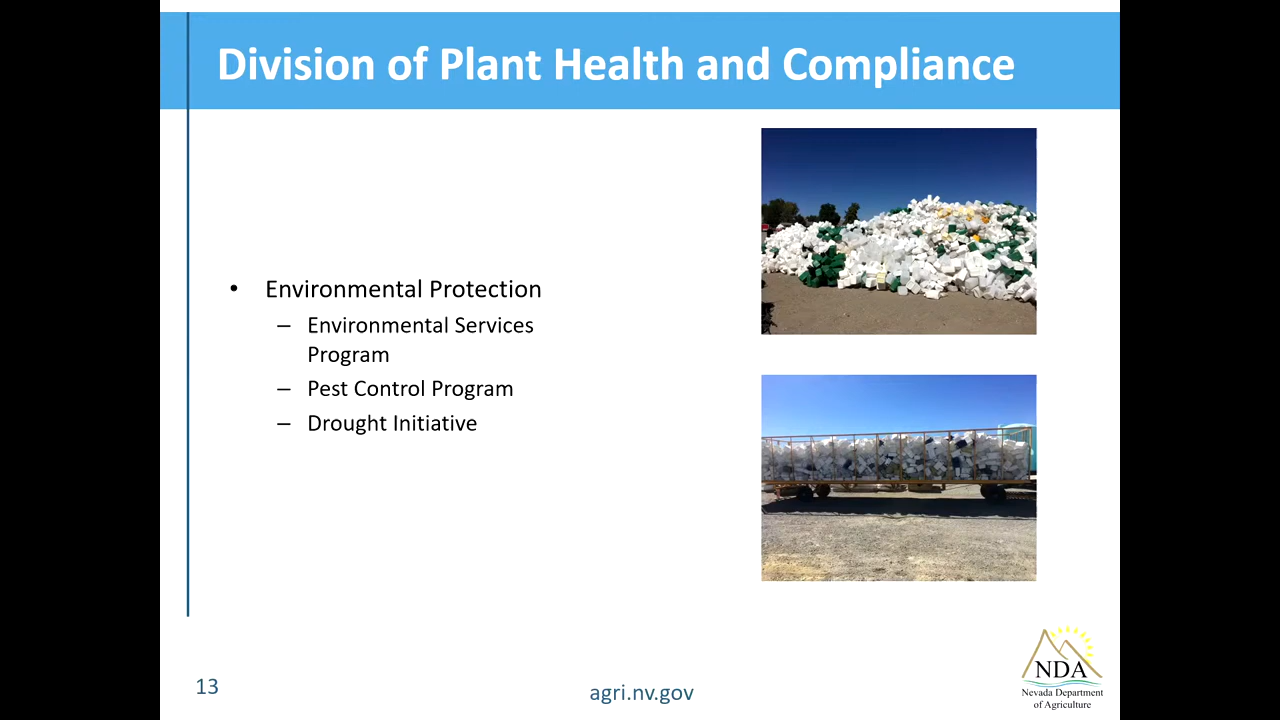 Division of Plant Health and Compliance
• Environmental Protection
– Environmental Services
Program
– Pest Control Program
– Drought Initiative
13
agri.nv.gov
NDA
Nevada Department
of Agriculture